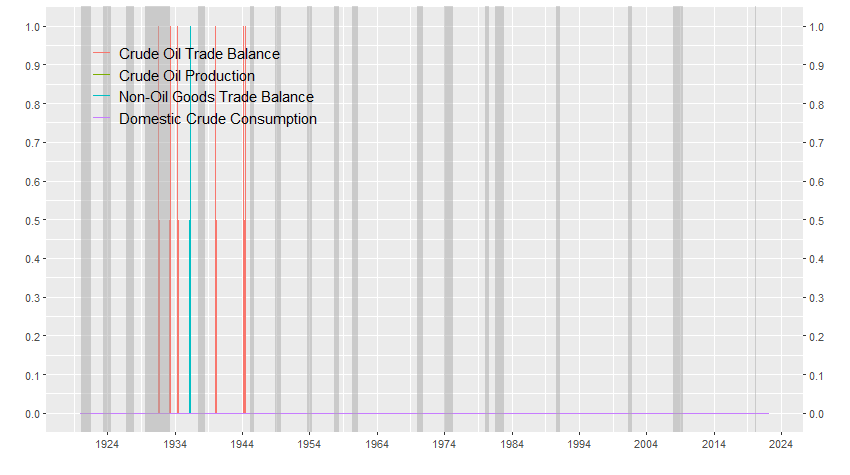 Crude Oil Trade Balance
Crude Oil Production
Non-Oil Goods Trade Balance
Domestic Crude Consumption
1.0 1.0
0.9 0.9
0.8 0.8
0.7 0.7
0.6 0.6
0.5 0.5
0.4 0.4
0.3 0.3
0.2 0.2
0.1 0.1
0.0 0.0
1924 1934 1944 1954 1964 1974 1984 1994 2004 2014 2024